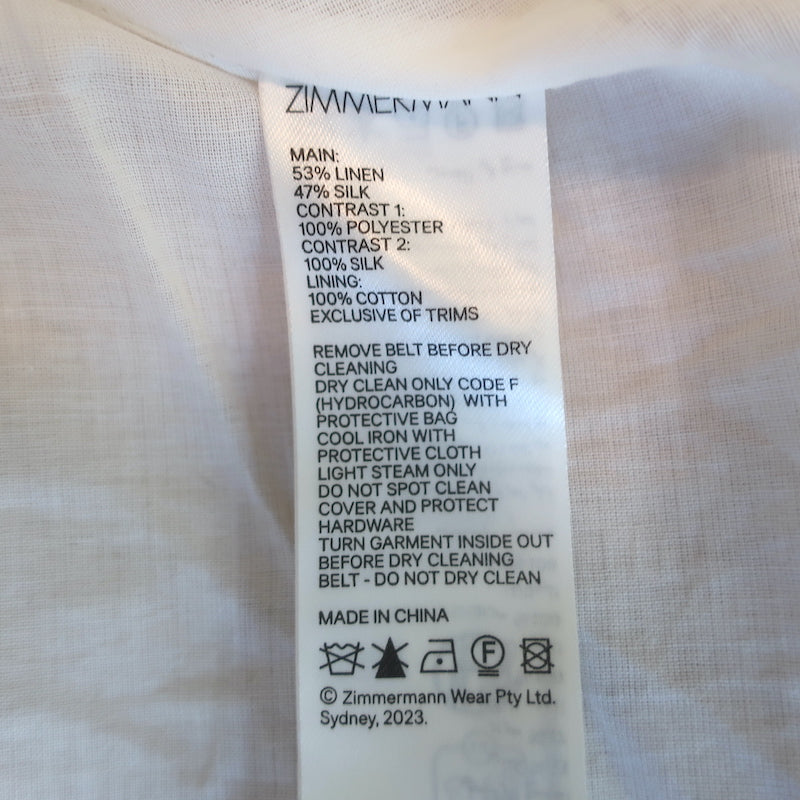 ZIMMERMANN
MAIN:
53% LINEN
47% SILK
CONTRAST 1:
100% POLYESTER
CONTRAST 2:
100% SILK
LINING:
100% COTTON
EXCLUSIVE OF TRIMS
REMOVE BELT BEFORE DRY
CLEANING
DRY CLEAN ONLY CODE F
(HYDROCARBON) WITH
PROTECTIVE BAG
COOL IRON WITH
PROTECTIVE CLOTH
LIGHT STEAM ONLY
DO NOT SPOT CLEAN
COVER AND PROTECT
HARDWARE
TURN GARMENT INSIDE OUT
BEFORE DRY CLEANING
BELT - DO NOT DRY CLEAN
MADE IN CHINA
F
© Zimmermann Wear Pty Ltd.
Sydney, 2023.